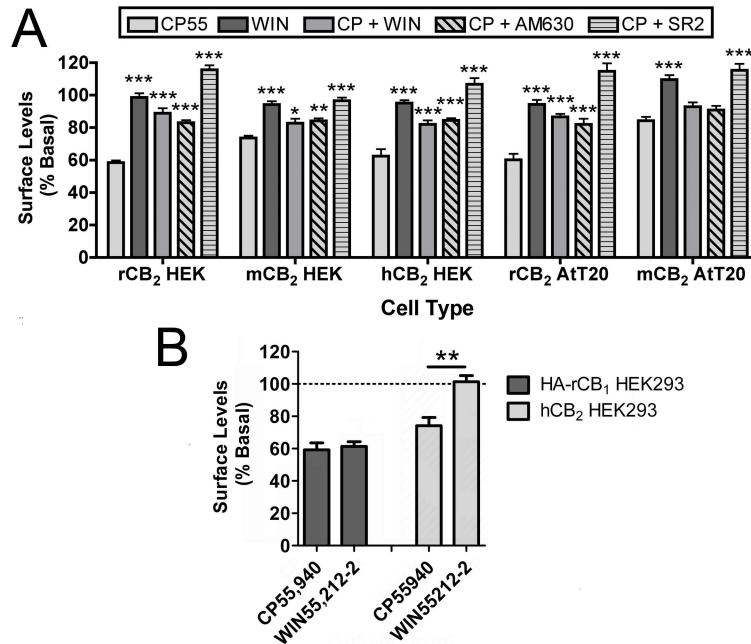 A
CP55 WIN CP + WIN CP + AM630 CP + SR2
Surface Levels
(% Basal)
120
100
80
60
40
20
0
*** *** *** ***
*** * ** ***
*** *** *** ***
*** *** *** ***
*** ***
rCB₂ HEK mCB₂ HEK hCB₂ HEK rCB₂ AtT20 mCB₂ AtT20
Cell Type
B
Surface Levels
(% Basal)
120
100
80
60
40
20
0
**
HA-rCB₁ HEK293
hCB₂ HEK293
CP55,940
WIN55,212-2
CP55940
WIN55212-2